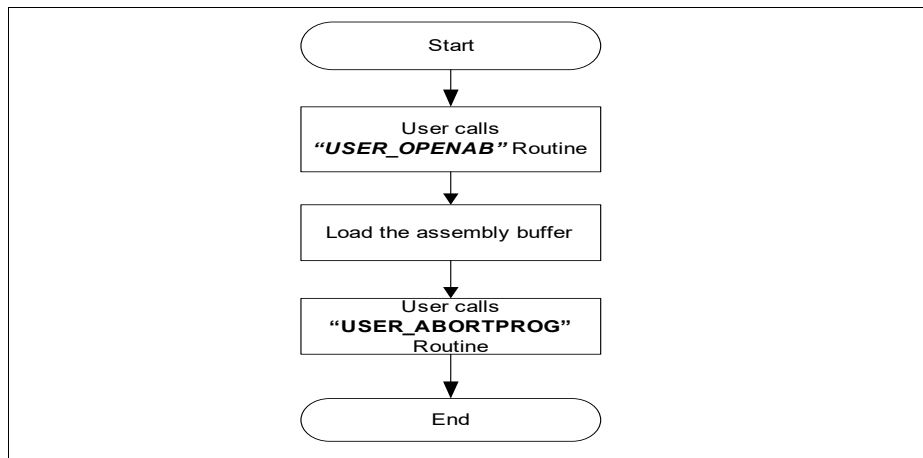 Start
User calls
“USER_OPENAB” Routine
Load the assembly buffer
User calls
“USER_ABORTPROG”
Routine
End